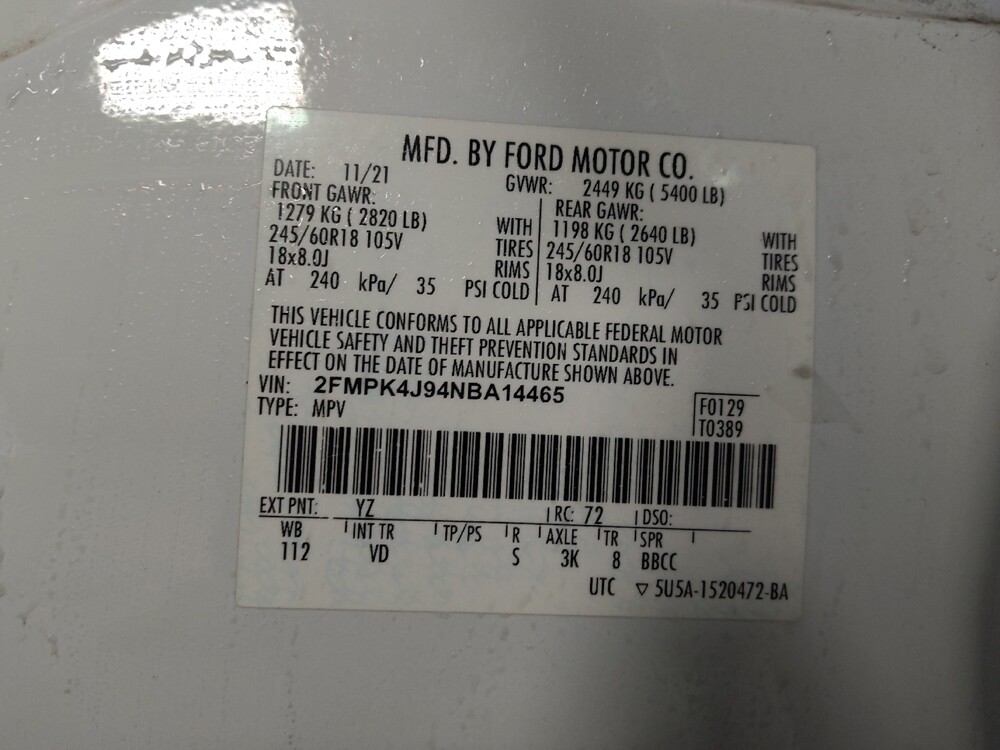 MFD. BY FORD MOTOR CO.
DATE: 11/21
GVWR: 2449 KG ( 5400 LB)
FRONT GAWR:
1279 KG ( 2820 LB) WITH
245/60R18 105V TIRES
18x8.0J RIMS
AT 240 kPa/ 35 PSI COLD
REAR GAWR:
1198 KG ( 2640 LB) WITH
245/60R18 105V TIRES
18x8.0J RIMS
AT 240 kPa/ 35 PSI COLD
THIS VEHICLE CONFORMS TO ALL APPLICABLE FEDERAL MOTOR
VEHICLE SAFETY AND THEFT PREVENTION STANDARDS IN
EFFECT ON THE DATE OF MANUFACTURE SHOWN ABOVE.
VIN: 2FMPK4J94NBA14465
TYPE: MPV
F0129
T0389
EXT PNT: YZ RC: 72 DSO:
WB INT TR TP/PS R AXLE TR SPR
112 VD S 3K 8 BBCC
UTC ▽ 5U5A-1520472-BA